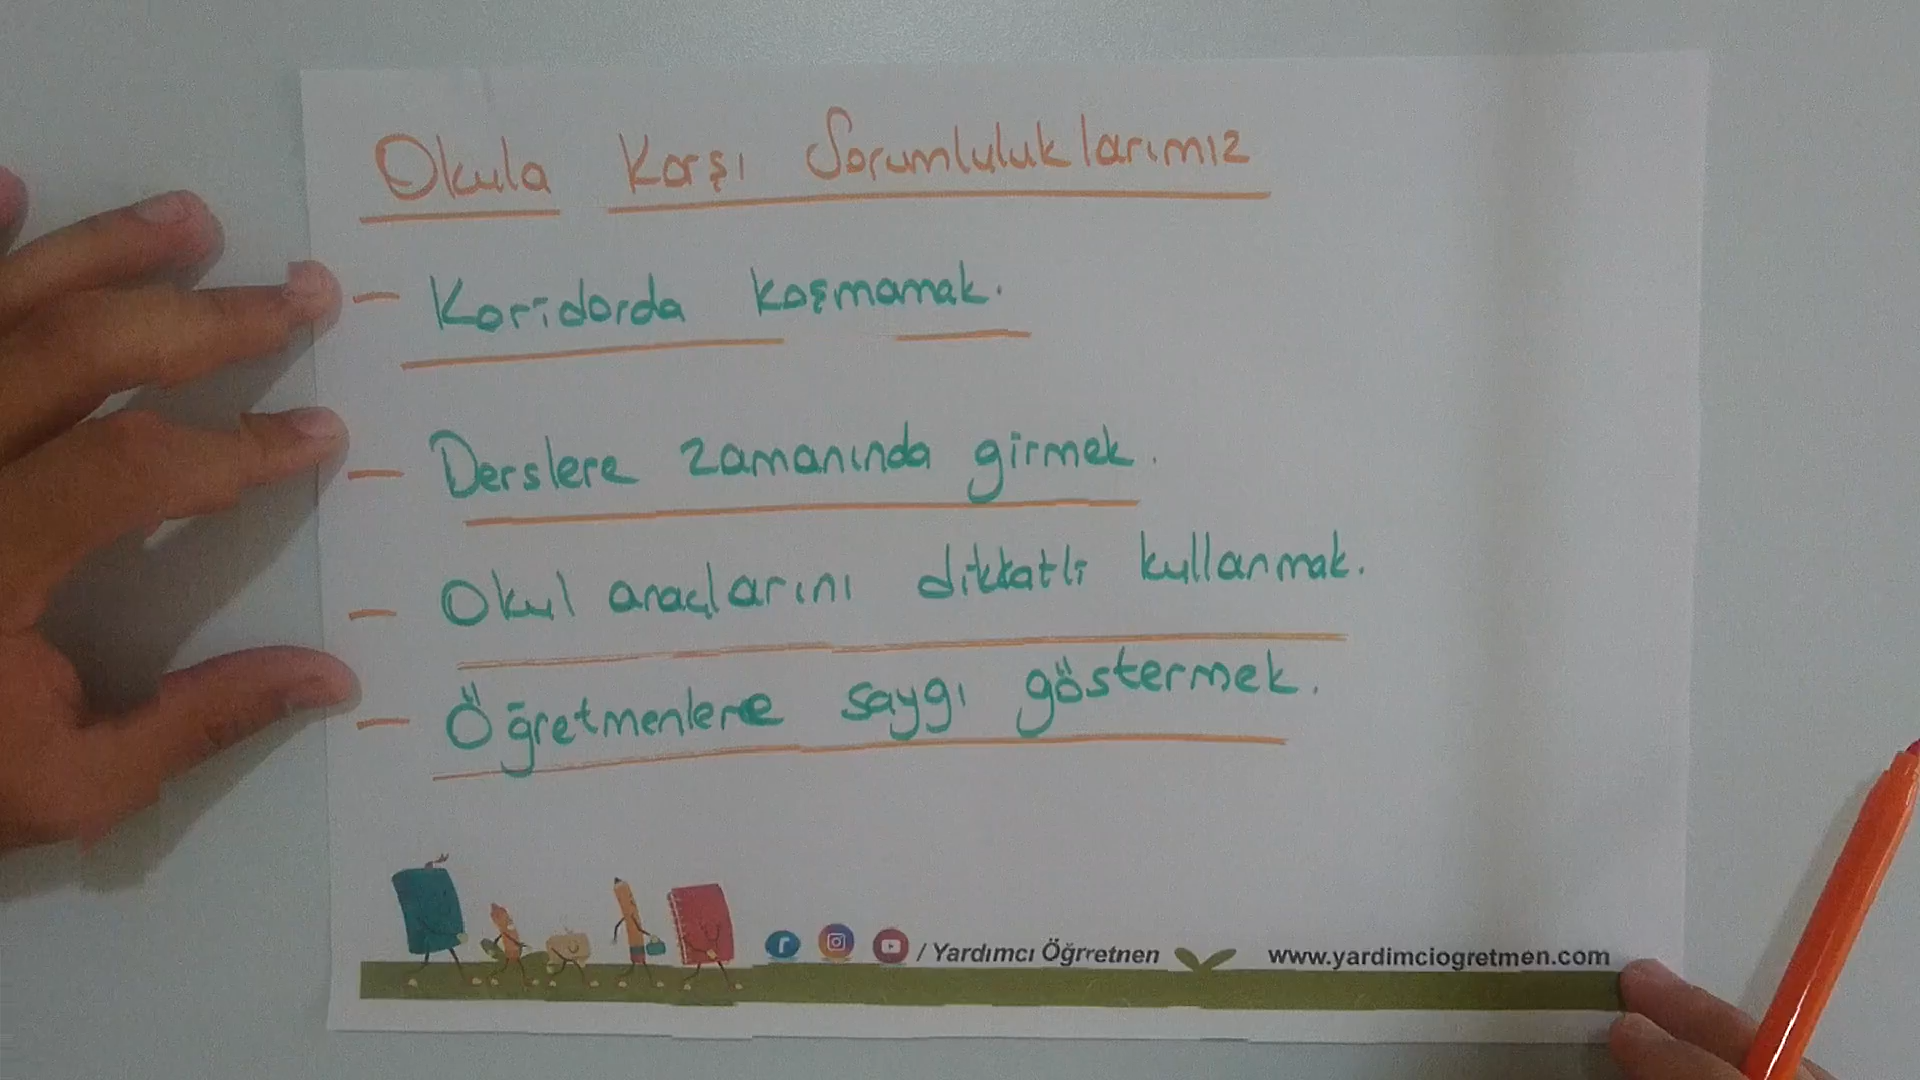 Okula Karşı Sorumluluklarımız
- Koridorda koşmamak.
- Derslere zamanında girmek.
- Okul araçlarını dikkatli kullanmak.
- Öğretmenlere saygı göstermek.
/ Yardımcı Öğrretnen www.yardimciogretmen.com